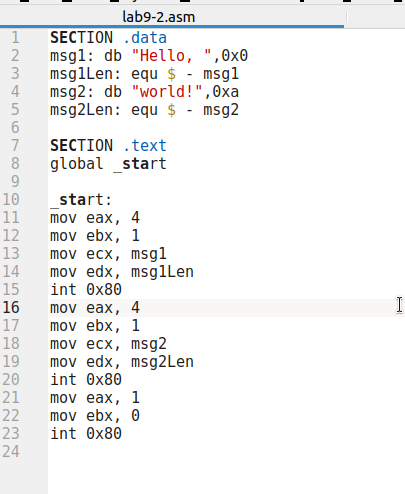 lab9-2.asm
1 SECTION .data
2 msg1: db "Hello, ",0x0
3 msg1Len: equ $ - msg1
4 msg2: db "world!",0xa
5 msg2Len: equ $ - msg2
6
7 SECTION .text
8 global _start
9
10 _start:
11 mov eax, 4
12 mov ebx, 1
13 mov ecx, msg1
14 mov edx, msg1Len
15 int 0x80
16 mov eax, 4
17 mov ebx, 1
18 mov ecx, msg2
19 mov edx, msg2Len
20 int 0x80
21 mov eax, 1
22 mov ebx, 0
23 int 0x80
24